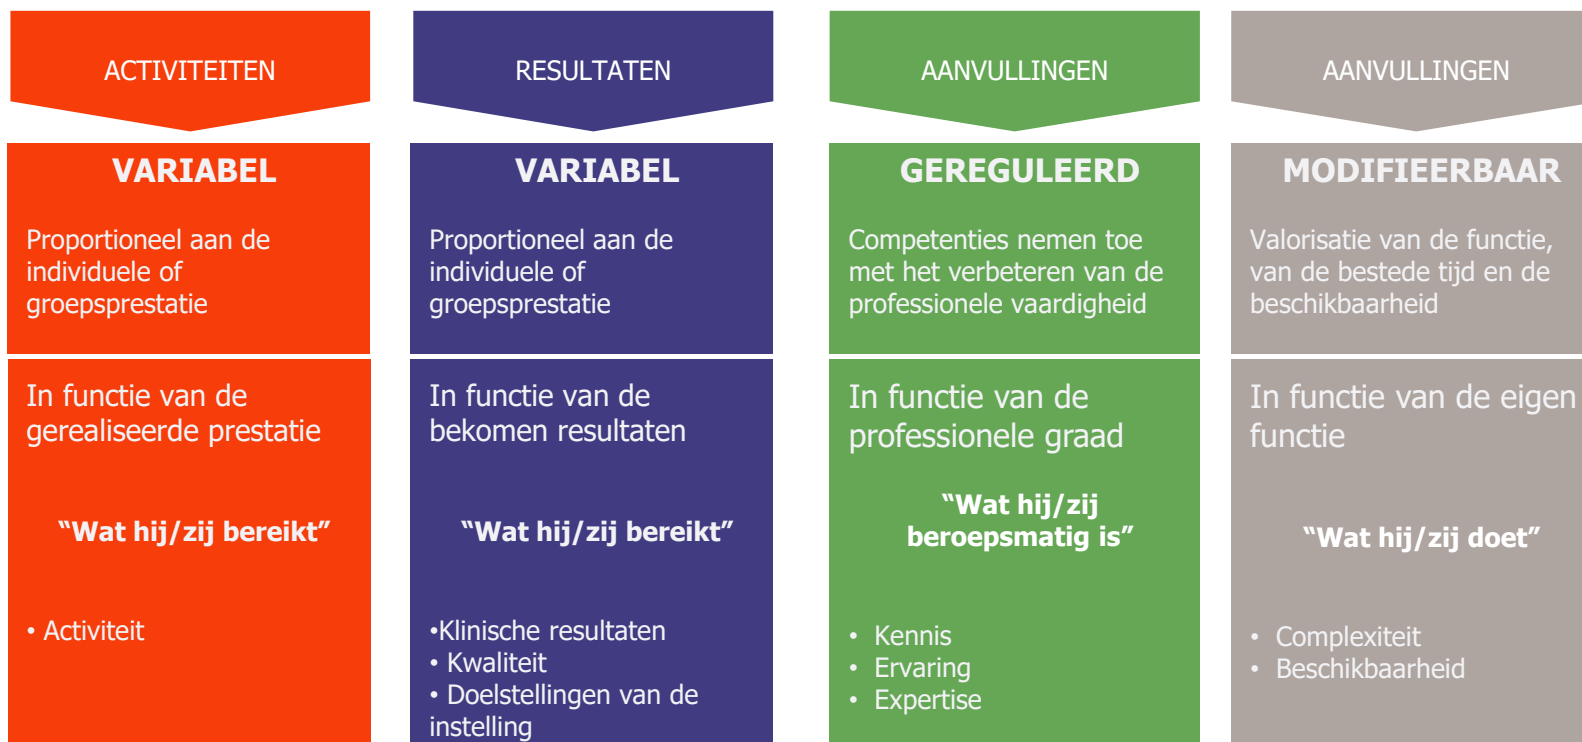 ACTIVITEITEN
VARIABEL
Proportioneel aan de
individuele of
groepsprestatie
In functie van de
gerealiseerde prestatie
“Wat hij/zij bereikt”
• Activiteit
RESULTATEN
VARIABEL
Proportioneel aan de
individuele of
groepsprestatie
In functie van de
bekomen resultaten
“Wat hij/zij bereikt”
•Klinische resultaten
• Kwaliteit
• Doelstellingen van de
instelling
AANVULLINGEN
GEREGULEERD
Competenties nemen toe
met het verbeteren van de
professionele vaardigheid
In functie van de
professionele graad
“Wat hij/zij
beroepsmatig is”
• Kennis
• Ervaring
• Expertise
AANVULLINGEN
MODIFIEERBAAR
Valorisatie van de functie,
van de bestede tijd en de
beschikbaarheid
In functie van de eigen
functie
“Wat hij/zij doet”
• Complexiteit
• Beschikbaarheid